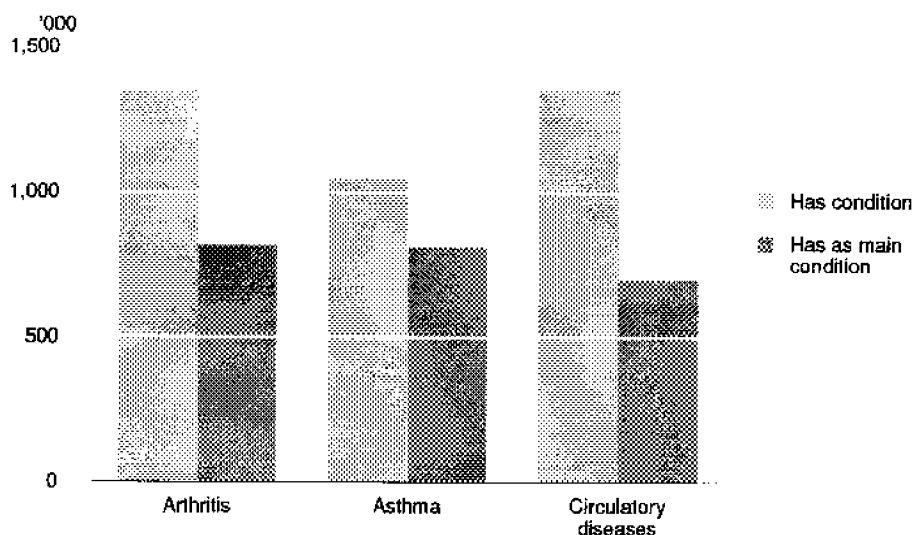 '000
1,500
1,000
500
0
Arthritis
Asthma
Circulatory
diseases
Has condition
Has as main
condition